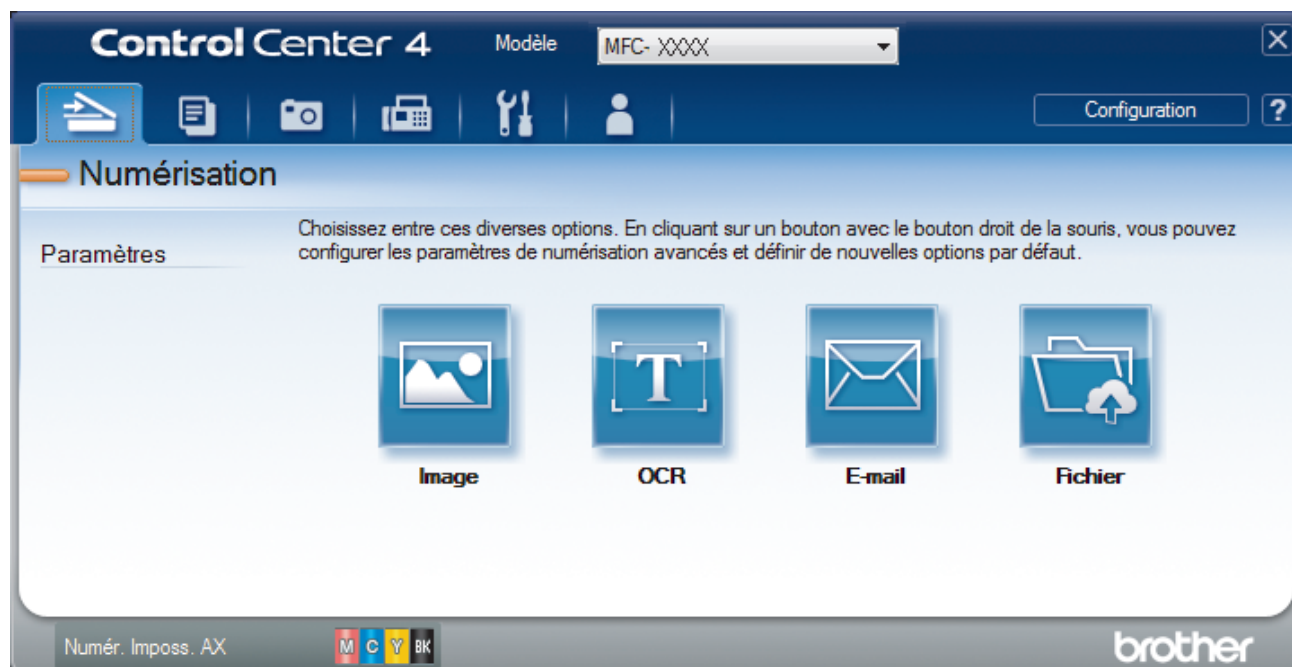 Control Center 4
Modèle
MFC- XXXX
Configuration
?
Numérisation
Paramètres
Choisissez entre ces diverses options. En cliquant sur un bouton avec le bouton droit de la souris, vous pouvez
configurer les paramètres de numérisation avancés et définir de nouvelles options par défaut.
T
Image
OCR
E-mail
Fichier
Numér. Imposs. AX
M C Y BK
brother